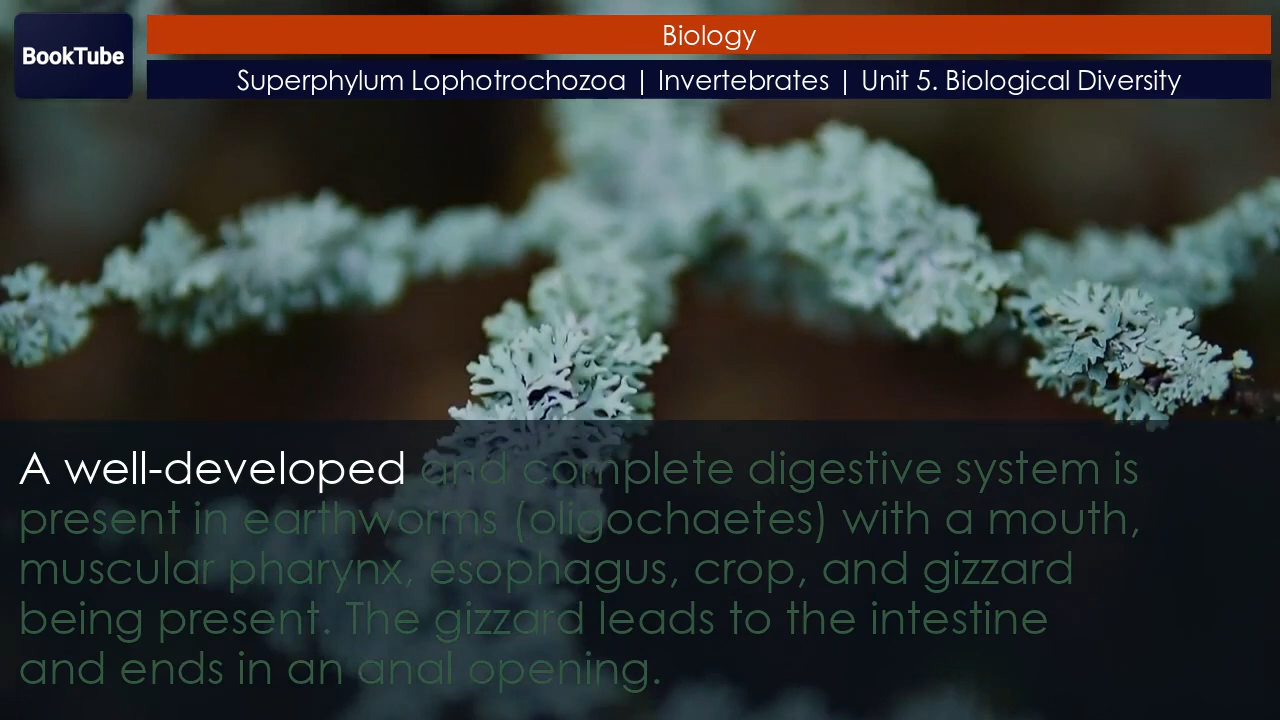 BookTube
Biology
Superphylum Lophotrochozoa | Invertebrates | Unit 5. Biological Diversity
A well-developed and complete digestive system is
present in earthworms (oligochaetes) with a mouth,
muscular pharynx, esophagus, crop, and gizzard
being present. The gizzard leads to the intestine
and ends in an anal opening.